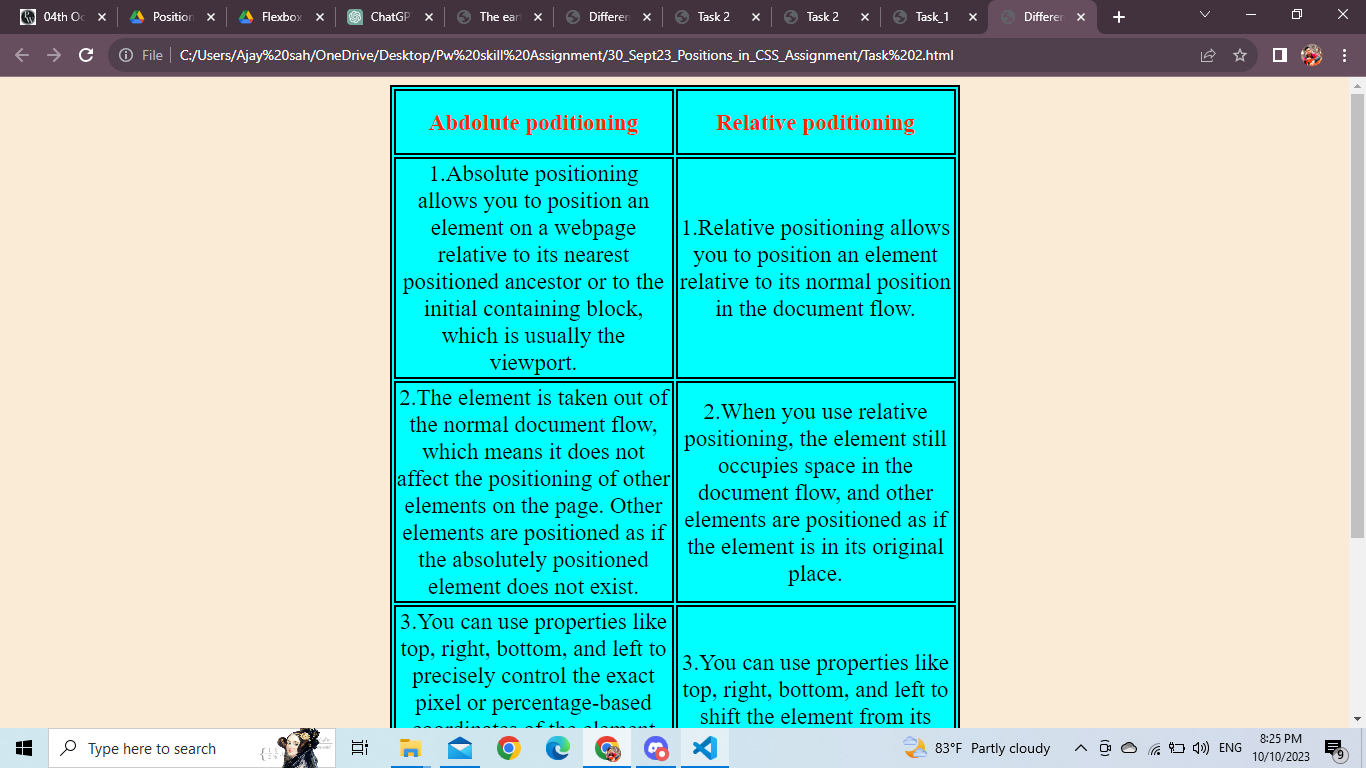 04th Oc
Position
Flexbox
ChatGP
The ear
Differen
Task 2
Task 2
Task_1
Differen
File
C:/Users/Ajay%20sah/OneDrive/Desktop/Pw%20skill%20Assignment/30_Sept23_Positions_in_CSS_Assignment/Task%202.html
Abdolute poditioning
Relative poditioning
1.Absolute positioning
allows you to position an
element on a webpage
relative to its nearest
positioned ancestor or to the
initial containing block,
which is usually the
viewport.
1.Relative positioning allows
you to position an element
relative to its normal position
in the document flow.
2.The element is taken out of
the normal document flow,
which means it does not
affect the positioning of other
elements on the page. Other
elements are positioned as if
the absolutely positioned
element does not exist.
2.When you use relative
positioning, the element still
occupies space in the
document flow, and other
elements are positioned as if
the element is in its original
place.
3.You can use properties like
top, right, bottom, and left to
precisely control the exact
pixel or percentage-based
coordinates of the element
3.You can use properties like
top, right, bottom, and left to
shift the element from its
Type here to search
83°F Partly cloudy
ENG
8:25 PM
10/10/2023
9